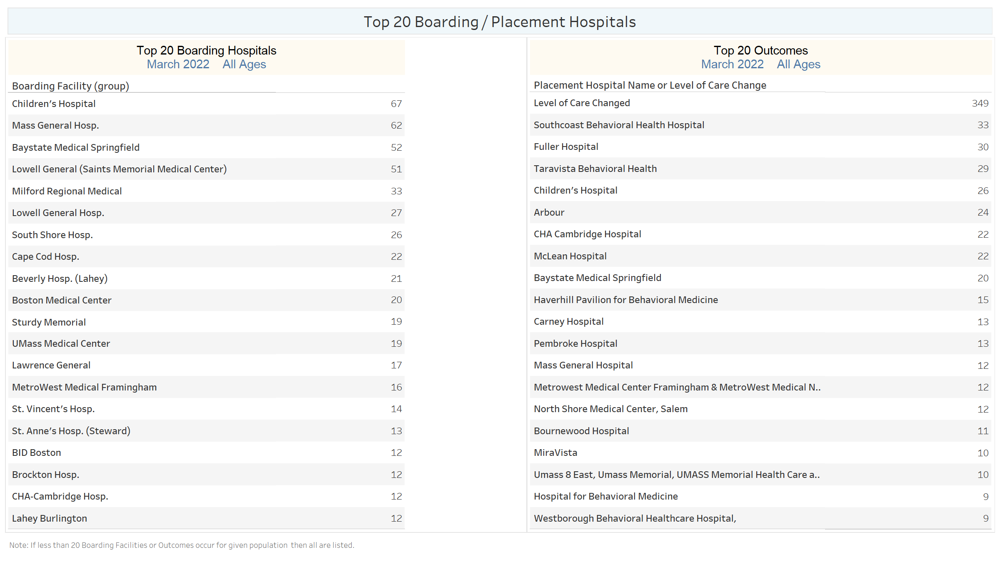 Top 20 Boarding / Placement Hospitals
Top 20 Boarding Hospitals
March 2022 All Ages
Boarding Facility (group)
Children's Hospital 67
Mass General Hosp. 62
Baystate Medical Springfield 52
Lowell General (Saints Memorial Medical Center) 51
Milford Regional Medical 33
Lowell General Hosp. 27
South Shore Hosp. 26
Cape Cod Hosp. 22
Beverly Hosp. (Lahey) 21
Boston Medical Center 20
Sturdy Memorial 19
UMass Medical Center 19
Lawrence General 17
MetroWest Medical Framingham 16
St. Vincent's Hosp. 14
St. Anne's Hosp. (Steward) 13
BID Boston 12
Brockton Hosp. 12
CHA-Cambridge Hosp. 12
Lahey Burlington 12
Top 20 Outcomes
March 2022 All Ages
Placement Hospital Name or Level of Care Change
Level of Care Changed 349
Southcoast Behavioral Health Hospital 33
Fuller Hospital 30
Taravista Behavioral Health 29
Children's Hospital 26
Arbour 24
CHA Cambridge Hospital 22
McLean Hospital 22
Baystate Medical Springfield 20
Haverhill Pavilion for Behavioral Medicine 15
Carney Hospital 13
Pembroke Hospital 13
Mass General Hospital 12
Metrowest Medical Center Framingham & MetroWest Medical N.. 12
North Shore Medical Center, Salem 12
Bournewood Hospital 11
MiraVista 10
Umass 8 East, Umass Memorial, UMASS Memorial Health Care a.. 10
Hospital for Behavioral Medicine 9
Westborough Behavioral Healthcare Hospital, 9
Note: If less than 20 Boarding Facilities or Outcomes occur for given population then all are listed.